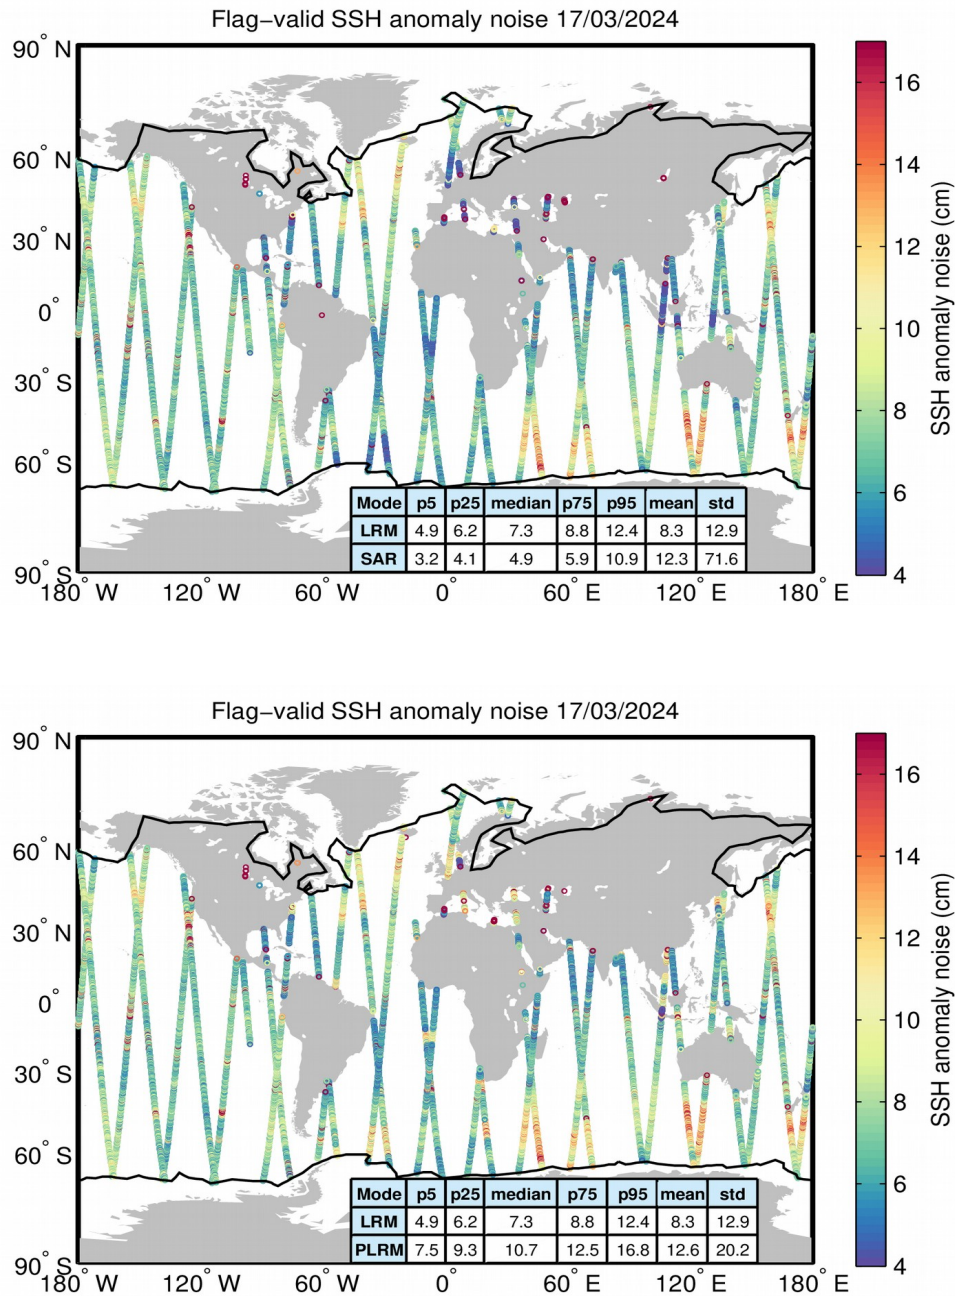 Flag−valid SSH anomaly noise 17/03/2024
90° N
60° N
30° N
0°
30° S
60° S
90° S
180° W
120° W
60° W
0°
60° E
120° E
180° E
Mode p5 p25 median p75 p95 mean std
LRM 4.9 6.2 7.3 8.8 12.4 8.3 12.9
SAR 3.2 4.1 4.9 5.9 10.9 12.3 71.6
16
14
12
10
8
6
4
SSH anomaly noise (cm)
Flag−valid SSH anomaly noise 17/03/2024
90° N
60° N
30° N
0°
30° S
60° S
90° S
180° W
120° W
60° W
0°
60° E
120° E
180° E
Mode p5 p25 median p75 p95 mean std
LRM 4.9 6.2 7.3 8.8 12.4 8.3 12.9
PLRM 7.5 9.3 10.7 12.5 16.8 12.6 20.2
16
14
12
10
8
6
4
SSH anomaly noise (cm)